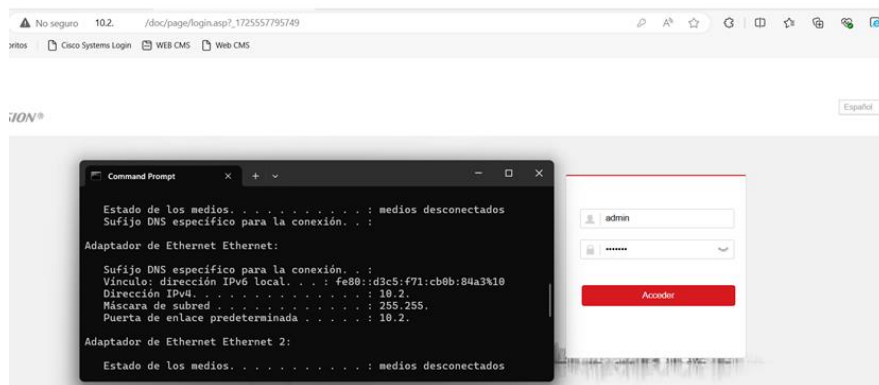 No seguro 10.2. /doc/page/login.asp?_1725557795749
Cisco Systems Login WEB CMS Web CMS
SION®
Español
Command Prompt
Estado de los medios. . . . . . . . . . . : medios desconectados
Sufijo DNS específico para la conexión. . :
Adaptador de Ethernet Ethernet:
Sufijo DNS específico para la conexión. . :
Vínculo: dirección IPv6 local. . . : fe80::d3c5:f71:cb0b:84a3%10
Dirección IPv4. . . . . . . . . . . . . . : 10.2.
Máscara de subred . . . . . . . . . . . . : 255.255.
Puerta de enlace predeterminada . . . . . : 10.2.
Adaptador de Ethernet Ethernet 2:
Estado de los medios. . . . . . . . . . . : medios desconectados
admin
Acceder